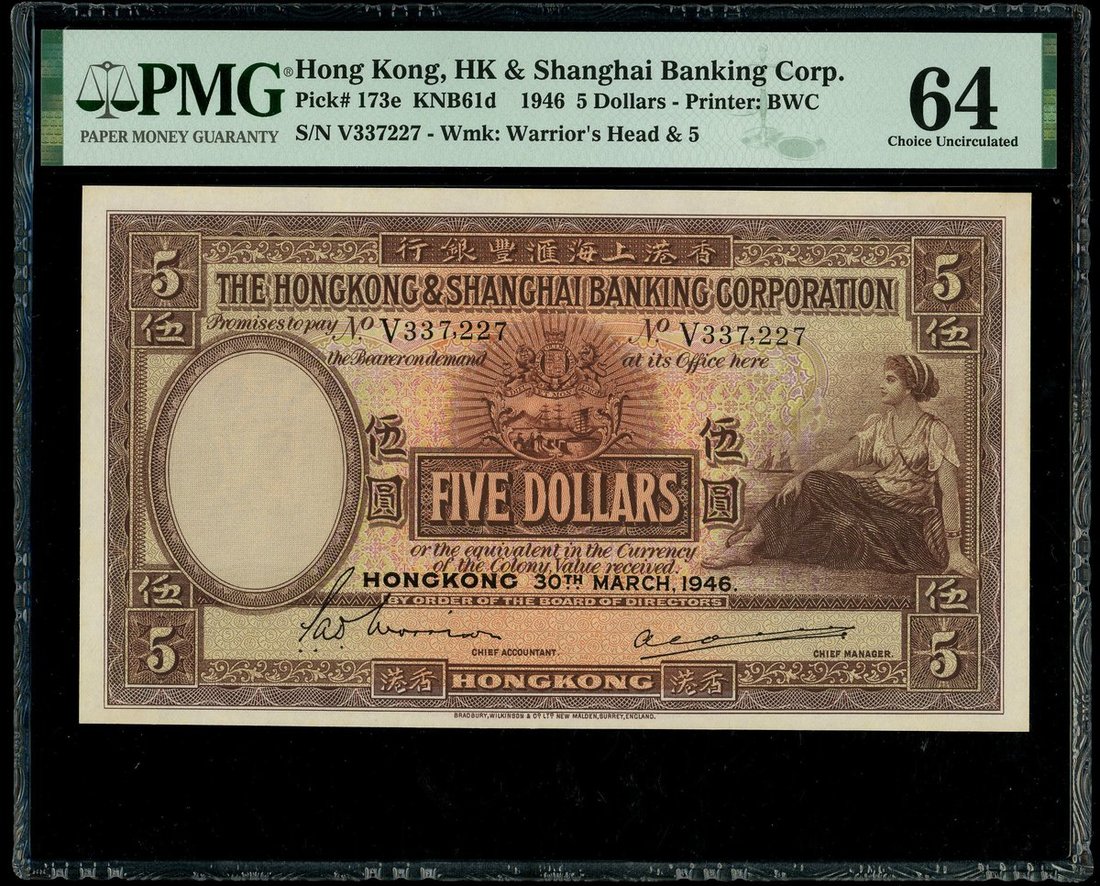 PMG® Hong Kong, HK & Shanghai Banking Corp. 64
Pick# 173e KNB61d 1946 5 Dollars - Printer: BWC
PAPER MONEY GUARANTY S/N V337227 - Wmk: Warrior's Head & 5 Choice Uncirculated
行銀豐滙海上港香
5 5
THE HONGKONG & SHANGHAI BANKING CORPORATION
伍 伍
Promises to pay No V337,227 No V337,227
the Bearer on demand at its Office here
伍圓 伍圓
FIVE DOLLARS
or the equivalent in the Currency
of the Colony, Value received.
HONGKONG 30TH MARCH, 1946.
伍 伍
BY ORDER OF THE BOARD OF DIRECTORS
5 5
CHIEF ACCOUNTANT. CHIEF MANAGER.
港香 HONGKONG 港香
BRADBURY, WILKINSON & Co LTD NEW MALDEN, SURREY, ENGLAND.